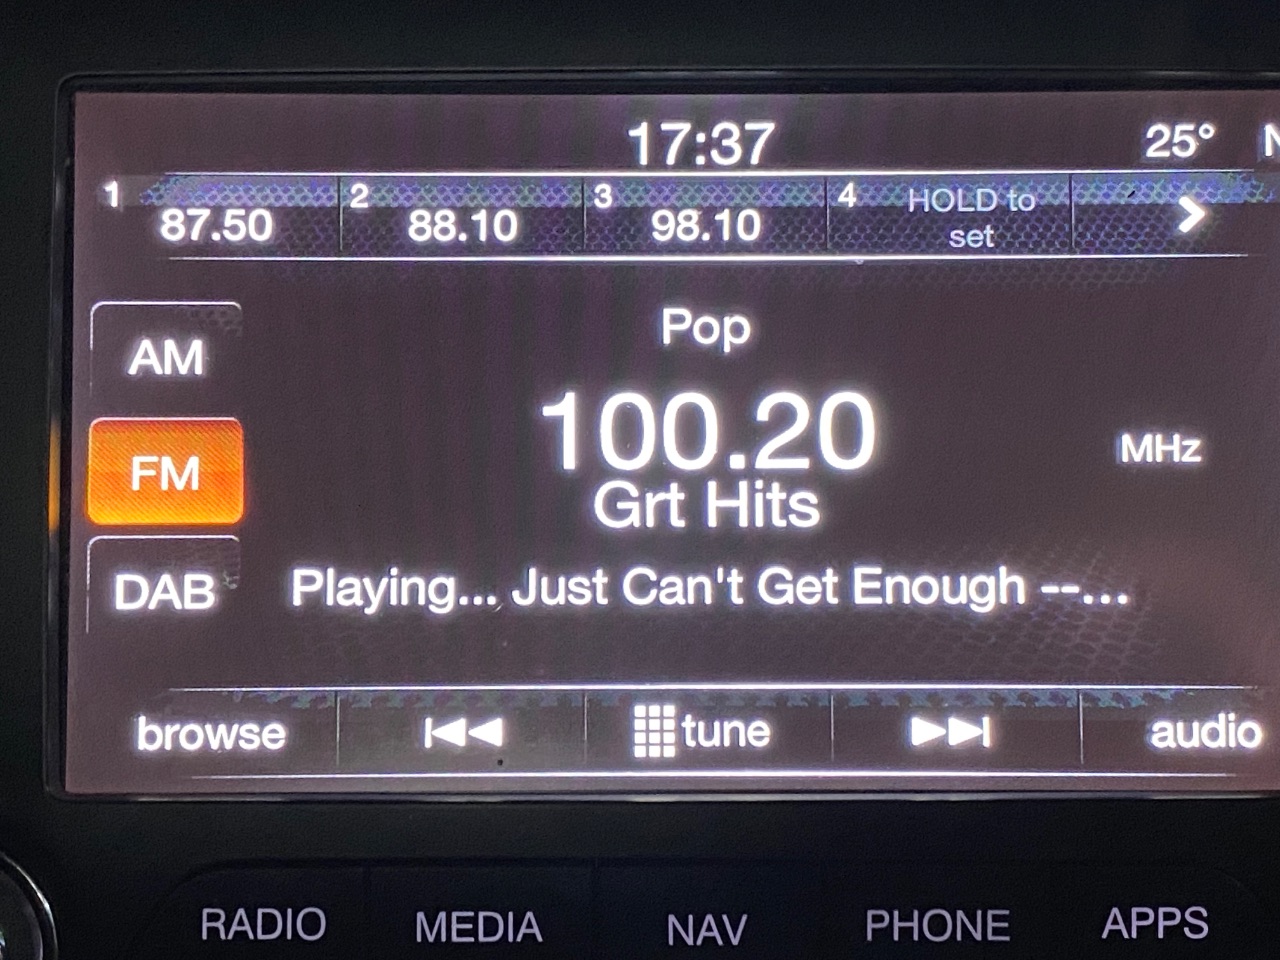 17:37 25° N
1 87.50 2 88.10 3 98.10 4 HOLD to set
Pop
AM
100.20 MHz
FM
Grt Hits
DAB
Playing... Just Can't Get Enough --...
browse tune audio
RADIO MEDIA NAV PHONE APPS